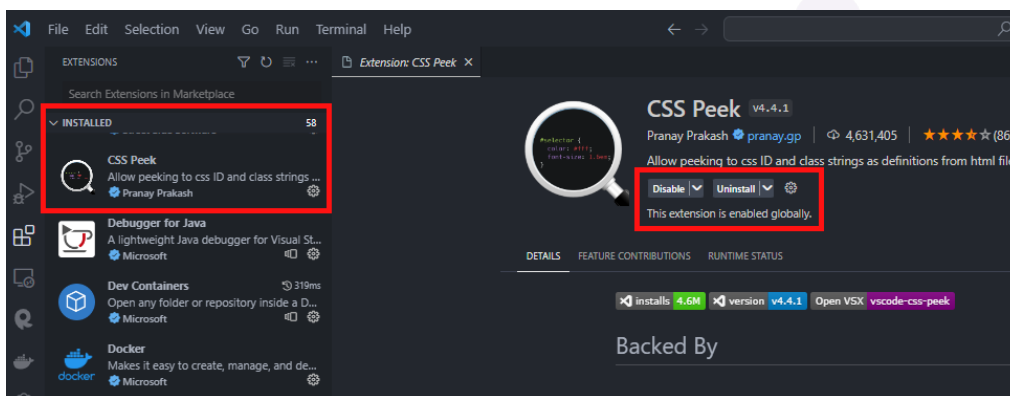 File Edit Selection View Go Run Terminal Help
EXTENSIONS
Search Extensions in Marketplace
INSTALLED 58
CSS Peek
Allow peeking to css ID and class strings ...
Pranay Prakash
Debugger for Java
A lightweight Java debugger for Visual St...
Microsoft
Dev Containers 319ms
Open any folder or repository inside a D...
Microsoft
docker
Docker
Makes it easy to create, manage, and de...
Microsoft
Extension: CSS Peek
#selector {
color: #fff;
}
CSS Peek v4.4.1
Pranay Prakash pranay.gp 4,631,405 (86
Allow peeking to css ID and class strings as definitions from html file
Disable Uninstall
This extension is enabled globally.
DETAILS FEATURE CONTRIBUTIONS RUNTIME STATUS
installs 4.6M version v4.4.1 Open VSX vscode-css-peek
Backed By